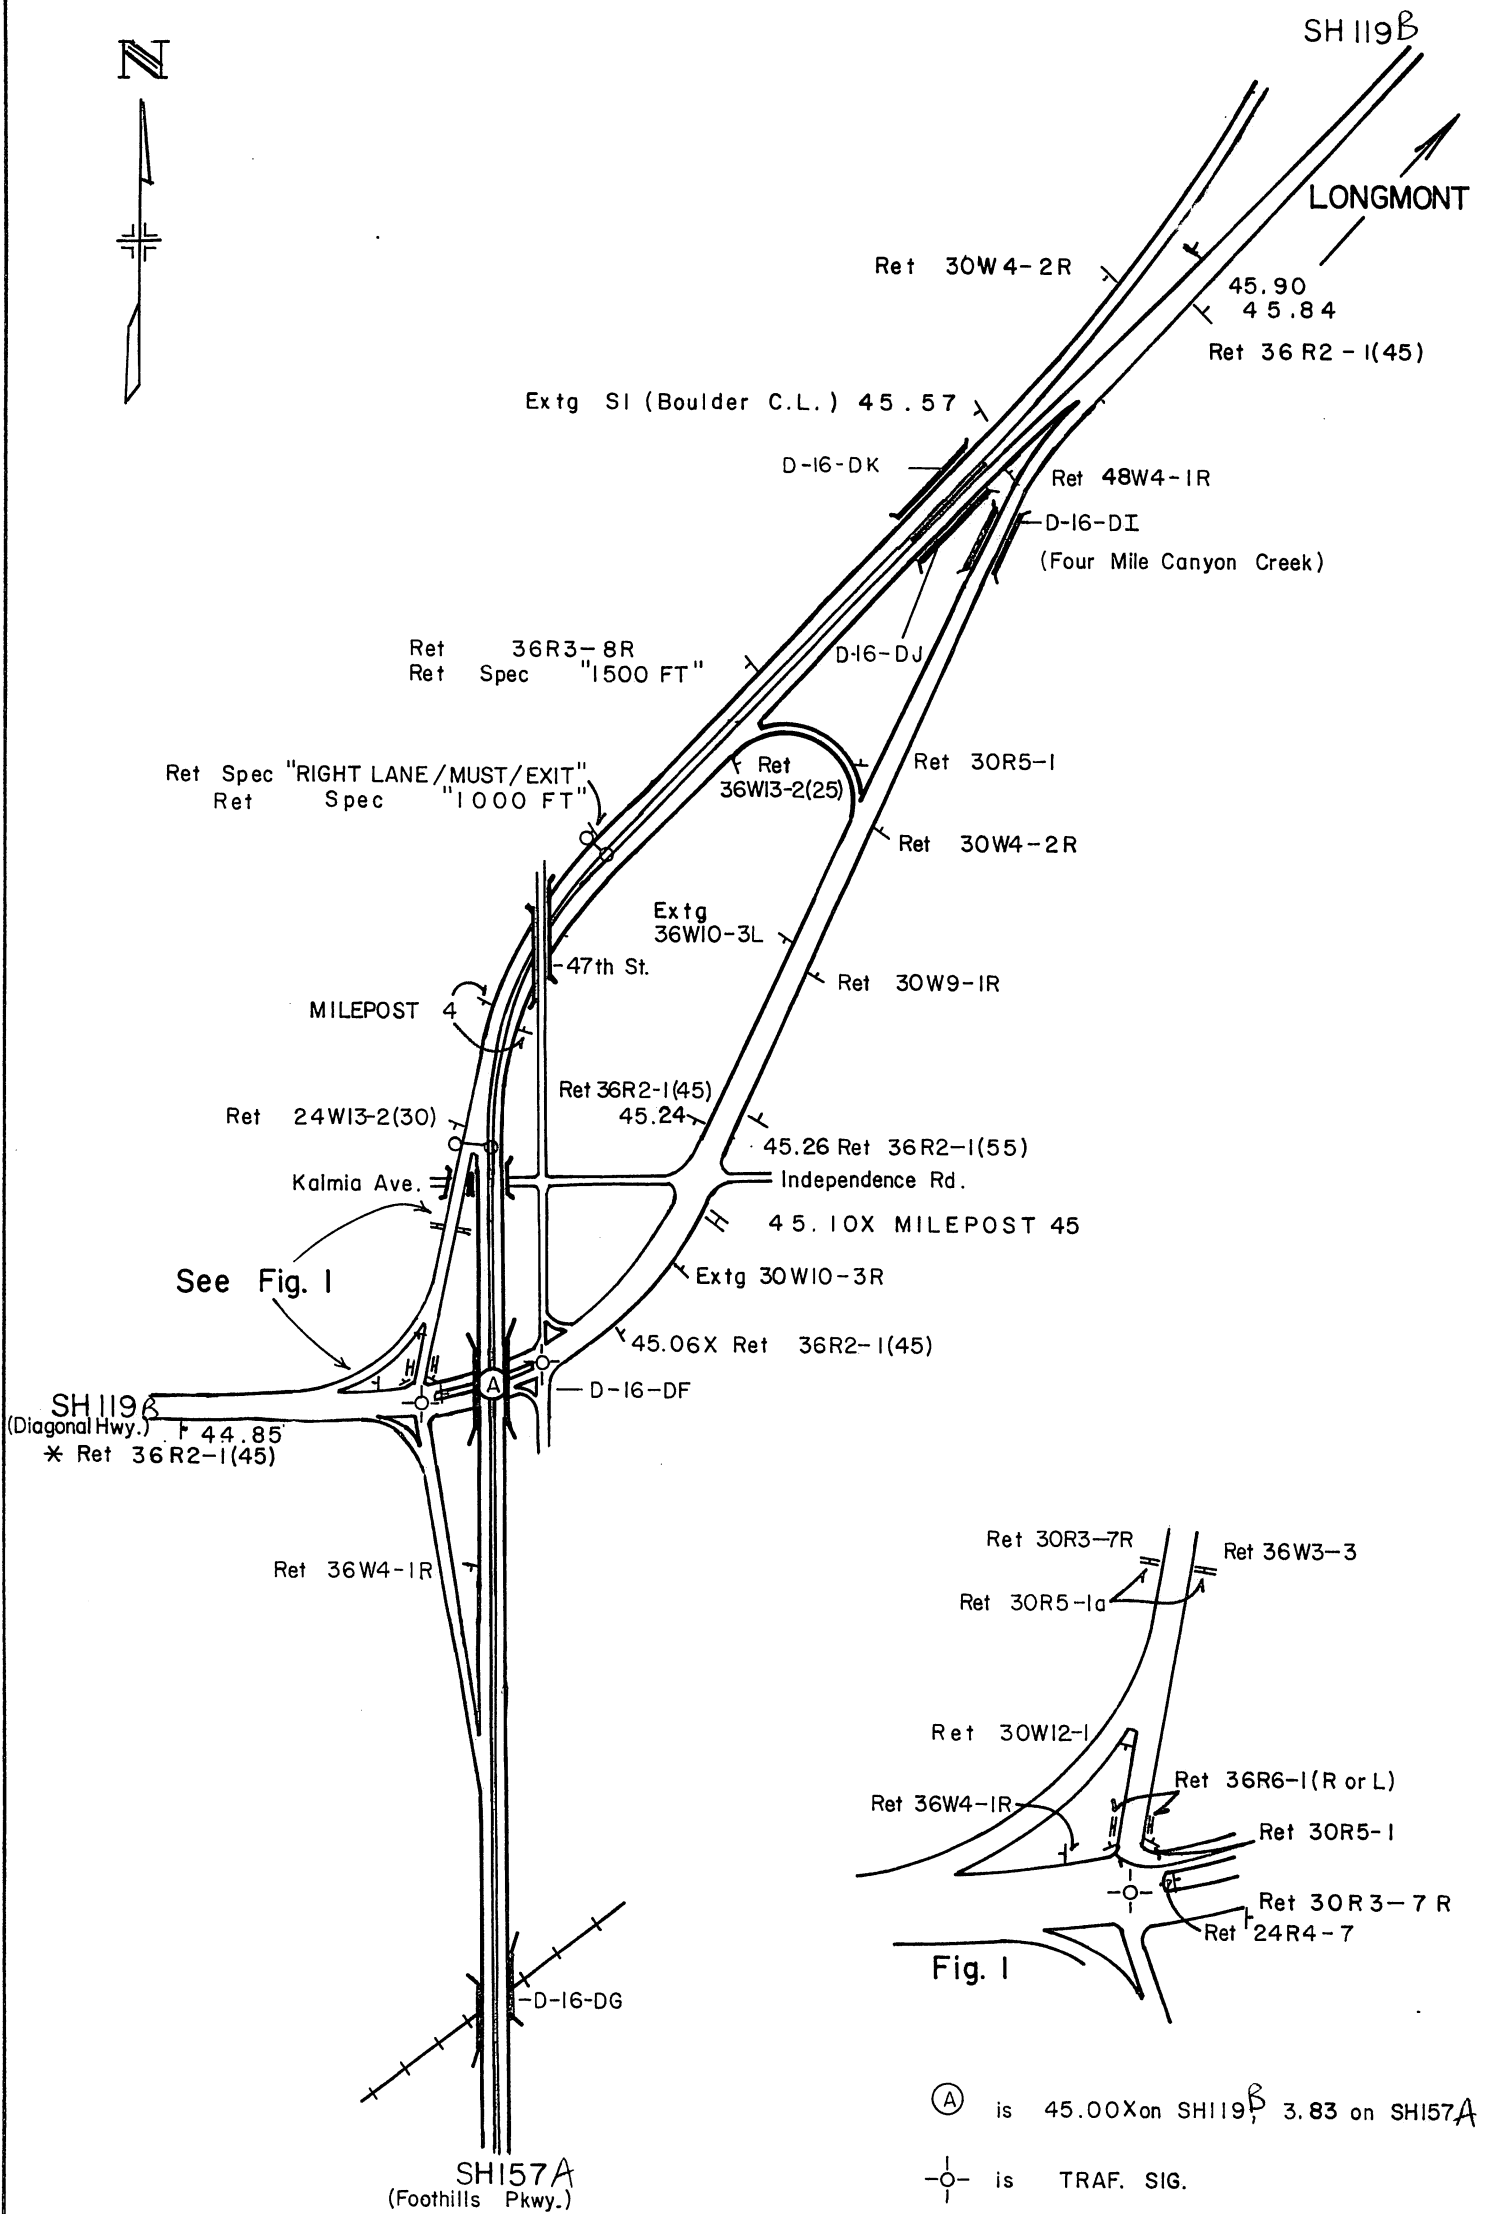 SH 119B
N
LONGMONT
Ret 30W4-2R
45.90
45.84
Ret 36R2-1(45)
Extg SI (Boulder C.L.) 45.57
D-16-DK
Ret 48W4-1R
D-16-DI
(Four Mile Canyon Creek)
Ret 36R3-8R
Ret Spec "1500 FT"
D-16-DJ
Ret Spec "RIGHT LANE/MUST/EXIT"
Ret Spec "1000 FT"
Ret
36W13-2(25)
Ret 30R5-1
Ret 30W4-2R
Extg
36W10-3L
47th St.
Ret 30W9-1R
MILEPOST 4
Ret 36R2-1(45)
45.24
Ret 24W13-2(30)
45.26 Ret 36R2-1(55)
Kalmia Ave.
Independence Rd.
45.10X MILEPOST 45
See Fig. 1
Extg 30W10-3R
45.06X Ret 36R2-1(45)
A
D-16-DF
SH 119B
(Diagonal Hwy.)
44.85
* Ret 36R2-1(45)
Ret 36W4-1R
Ret 30R3-7R
Ret 36W3-3
Ret 30R5-1a
Ret 30W12-1
Ret 36R6-1(R or L)
Ret 36W4-1R
Ret 30R5-1
Ret 30R3-7R
Ret 24R4-7
Fig. 1
D-16-DG
A is 45.00X on SH119B, 3.83 on SH157A
SH157A
(Foothills Pkwy.)
is TRAF. SIG.